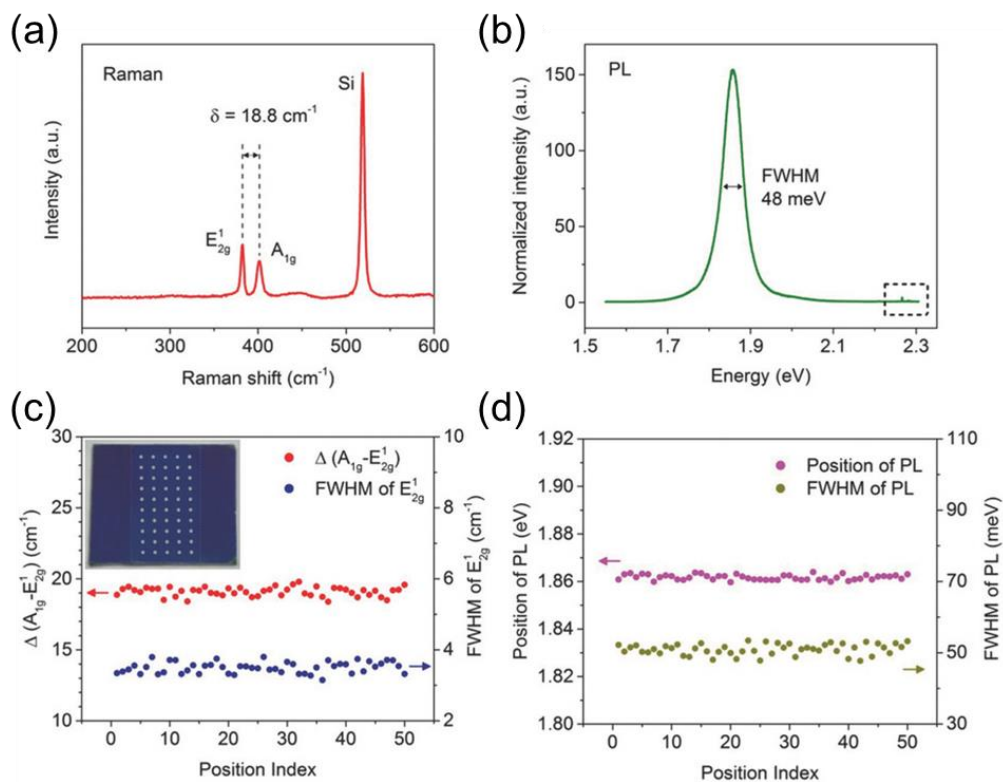 (a)
Raman
Si
δ = 18.8 cm⁻¹
E¹₂g
A₁g
Intensity (a.u.)
200
300
400
500
600
Raman shift (cm⁻¹)
(b)
PL
150
100
50
0
FWHM
48 meV
Normalized intensity (a.u.)
1.5
1.7
1.9
2.1
2.3
Energy (eV)
(c)
30
26
22
18
14
10
Δ (A₁g-E¹₂g) (cm⁻¹)
Δ (A₁g-E¹₂g)
FWHM of E¹₂g
10
8
6
4
2
FWHM of E¹₂g (cm⁻¹)
0
10
20
30
40
50
Position Index
(d)
1.92
1.90
1.88
1.86
1.84
1.82
1.80
Position of PL (eV)
Position of PL
FWHM of PL
110
90
70
50
30
FWHM of PL (meV)
0
10
20
30
40
50
Position Index